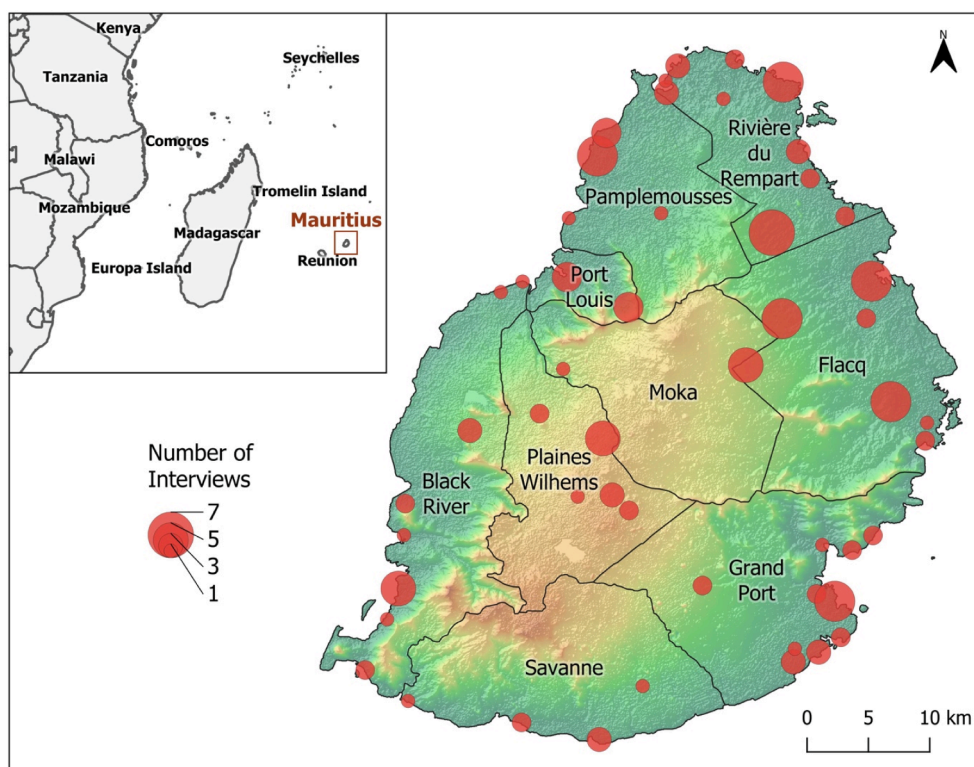 Kenya
Seychelles
Tanzania
Comoros
Malawi
Tromelin Island
Mozambique
Mauritius
Madagascar
Réunion
Europa Island
N
Rivière
du
Rempart
Pamplemousses
Port
Louis
Flacq
Moka
Plaines
Wilhems
Black
River
Grand
Port
Savanne
Number of
Interviews
7
5
3
1
0 5 10 km